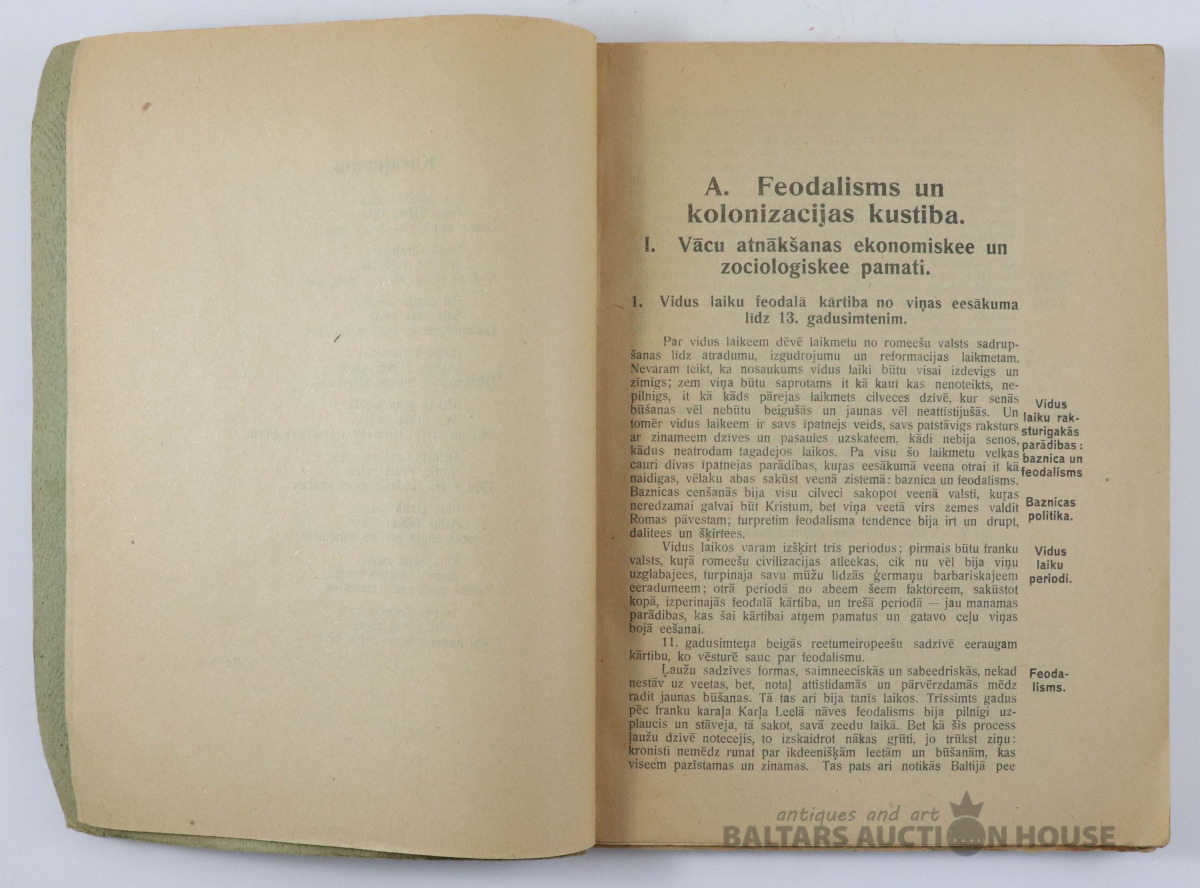 A. Feodalisms un
kolonizacijas kustiba.
I. Vācu atnākšanas ekonomiskee un
zocioloģiskee pamati.
1. Vidus laiku feodalā kārtiba no viņas eesākuma
līdz 13. gadusimtenim.
Par vidus laikeem dēvē laikmetu no romeešu valsts sadrup-
šanas līdz atradumu, izgudrojumu un reformacijas laikmetam.
Nevaram teikt, ka nosaukums vidus laiki būtu visai izdevigs un
zīmigs; zem viņa būtu saprotams it kā kaut kas nenoteikts, ne-
pilnigs, it kā kāds pārejas laikmets cilveces dzīvē, kur senās
būšanas vēl nebūtu beigušās un jaunas vēl neattistijušās. Un
tomēr vidus laikeem ir savs īpatnejs veids, savs patstāvigs raksturs
ar zinameem dzīves un pasaules uzskateem, kādi nebija senos,
kādus neatrodam tagadejos laikos. Pa visu šo laikmetu velkas
cauri divas īpatnejas parādibas, kuŗas eesākumā veena otrai it kā
naidigas, vēlaku abas sakūst veenā zistemā: baznica un feodalisms.
Baznicas cenšanās bija visu cilveci sakopot veenā valstī, kuŗas
neredzamai galvai būt Kristum, bet viņa veetā virs zemes valdit
Romas pāvestam; turpretim feodalisma tendence bija irt un drupt,
dalitees un šķirtees.
Vidus laikos varam izšķirt trīs periodus; pirmais būtu franku
valsts, kuŗā romeešu civilizacijas atleekas, cik nu vēl bija viņu
uzglabajees, turpinaja savu mūžu līdzās ģermaņu barbariskajeem
eeradumeem; otrā periodā no abeem šeem faktoreem, sakūstot
kopā, izperinajās feodalā kārtiba, un trešā periodā — jau manamas
parādibas, kas šai kārtibai atņem pamatus un gatavo ceļu viņas
bojā eešanai.
11. gadusimteņa beigās reetumeiropeešu sadzīvē eeraugam
kārtibu, ko vēsturē sauc par feodalismu.
Ļaužu sadzīves formas, saimneeciskās un sabeedriskās, nekad
nestāv uz veetas, bet, notaļ attīstidamās un pārvērzdamās mēdz
radit jaunas būšanas. Tā tas ari bija tanīs laikos. Trīssimts gadus
pēc franku karaļa Karļa Leelā nāves feodalisms bija pilnigi uz-
plaucis un stāveja, tā sakot, savā zeedu laikā. Bet kā šis process
ļaužu dzīvē notecejis, to izskaidrot nākas gŗūti, jo trūkst ziņu:
kronisti nemēdz runat par ikdeenišķām leetām un būšanām, kas
viseem pazīstamas un zinamas. Tas pats ari notikās Baltijā pee
Vidus
laiku rak-
sturigakās
parādibas:
baznica un
feodalisms
Baznicas
politika.
Vidus
laiku
periodi.
Feoda-
lisms.
antiques and art
BALTARS AUCTION HOUSE